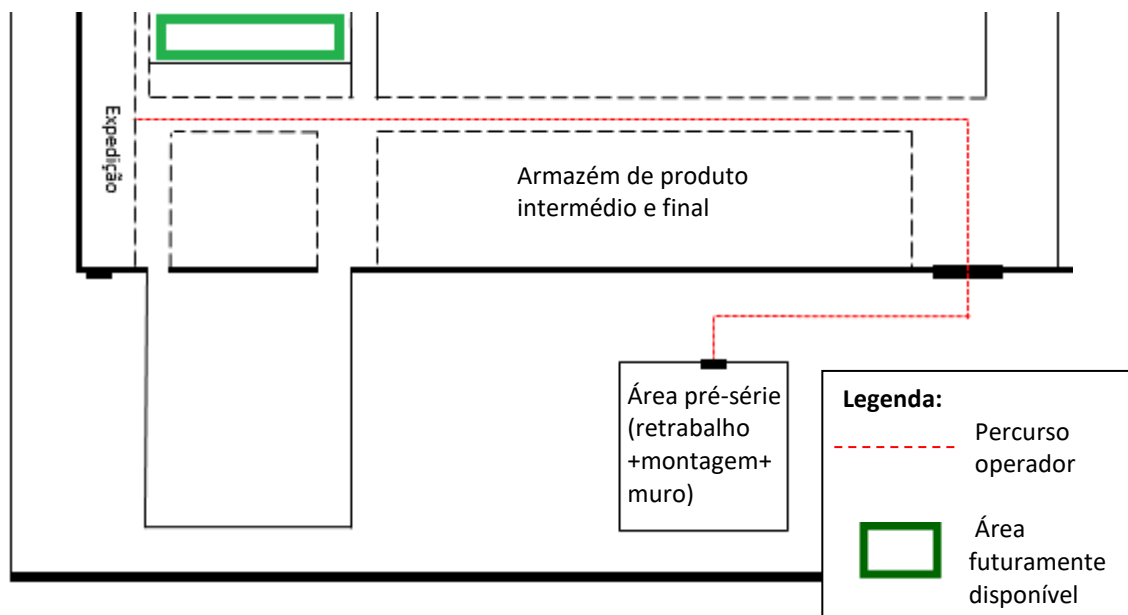 Expedição
Armazém de produto
intermédio e final
Área pré-série
(retrabalho
+montagem+
muro)
Legenda:
Percurso
operador
Área
futuramente
disponível